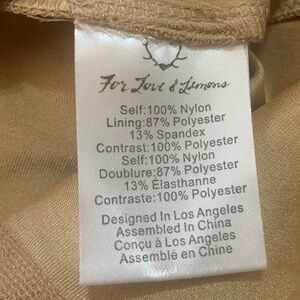 For Love & Lemons
Self:100% Nylon
Lining:87% Polyester
13% Spandex
Contrast:100% Polyester
Self:100% Nylon
Doublure:87% Polyester
13% Élasthanne
Contraste:100% Polyester
Designed In Los Angeles
Assembled In China
Conçu à Los Angeles
Assemblé en Chine